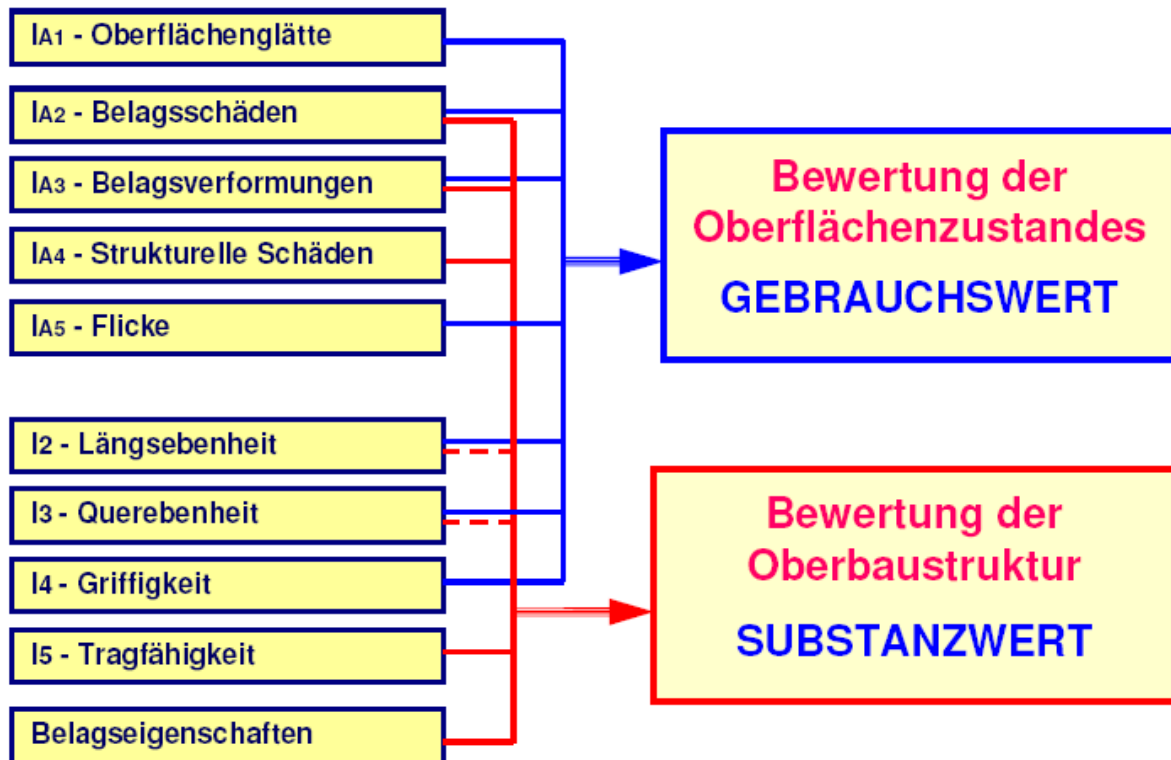 IA1 - Oberflächenglätte
IA2 - Belagsschäden
IA3 - Belagsverformungen
IA4 - Strukturelle Schäden
IA5 - Flicke
I2 - Längsebenheit
I3 - Querebenheit
I4 - Griffigkeit
I5 - Tragfähigkeit
Belagseigenschaften
Bewertung der
Oberflächenzustandes
GEBRAUCHSWERT
Bewertung der
Oberbaustruktur
SUBSTANZWERT